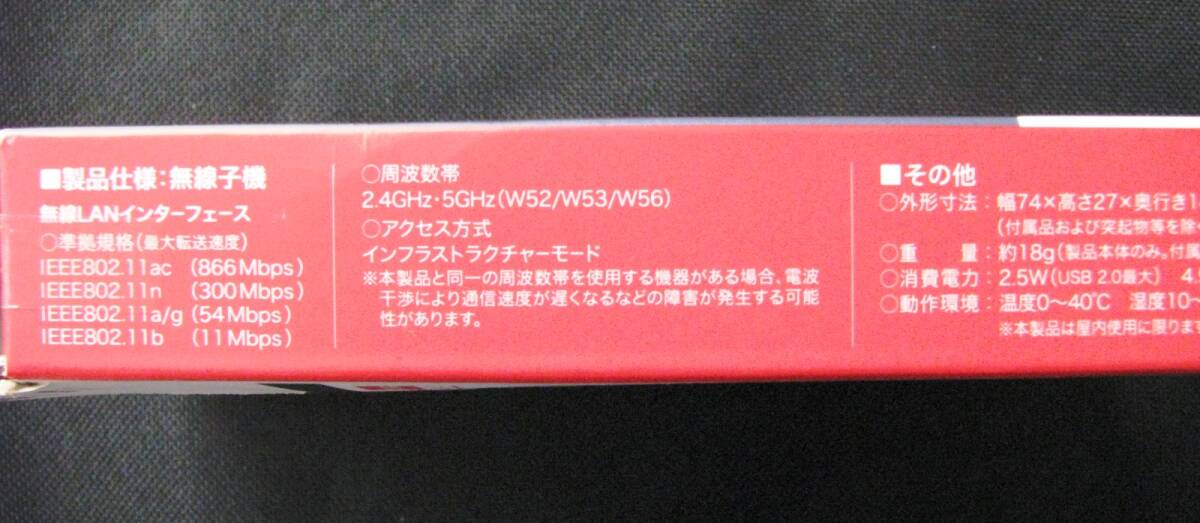 ■製品仕様:無線子機
無線LANインターフェース
○準拠規格(最大転送速度)
IEEE802.11ac (866Mbps)
IEEE802.11n (300Mbps)
IEEE802.11a/g (54Mbps)
IEEE802.11b (11Mbps)
○周波数帯
2.4GHz・5GHz(W52/W53/W56)
○アクセス方式
インフラストラクチャーモード
※本製品と同一の周波数帯を使用する機器がある場合、電波
干渉により通信速度が遅くなるなどの障害が発生する可能
性があります。
■その他
○外形寸法:幅74×高さ27×奥行き1
(付属品および突起物等を除
○重 量:約18g(製品本体のみ。付属
○消費電力:2.5W(USB 2.0最大) 4
○動作環境:温度0～40℃ 湿度10
※本製品は屋内使用に限りま